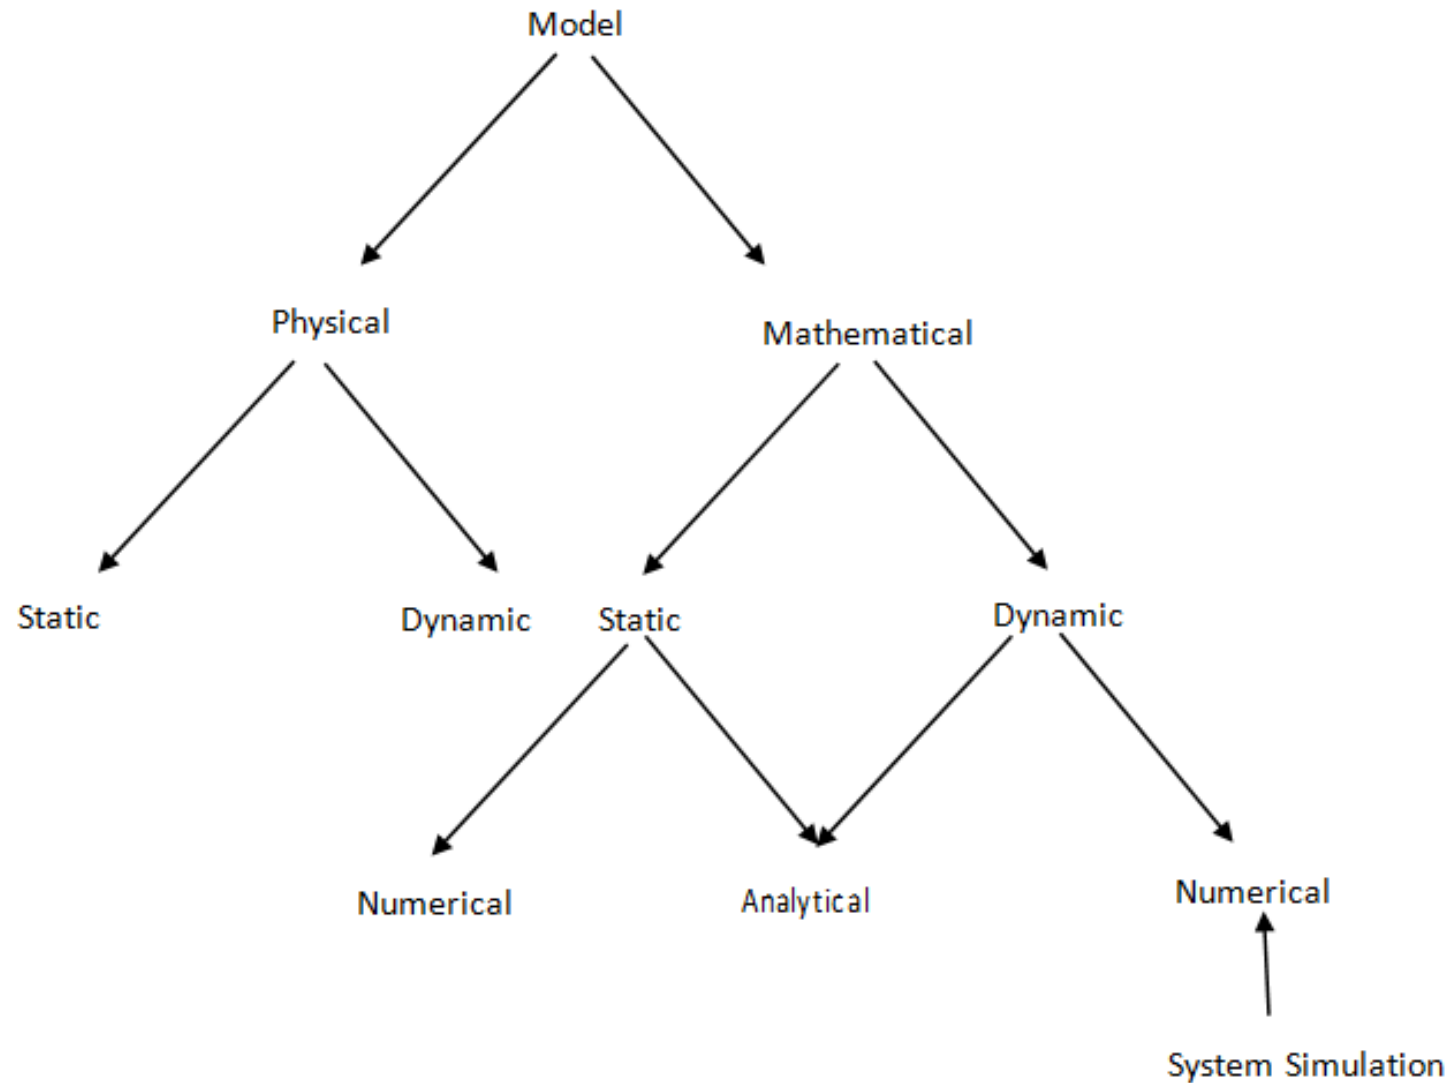 Model
Physical
Mathematical
Static
Dynamic
Static
Dynamic
Numerical
Analytical
Numerical
System Simulation